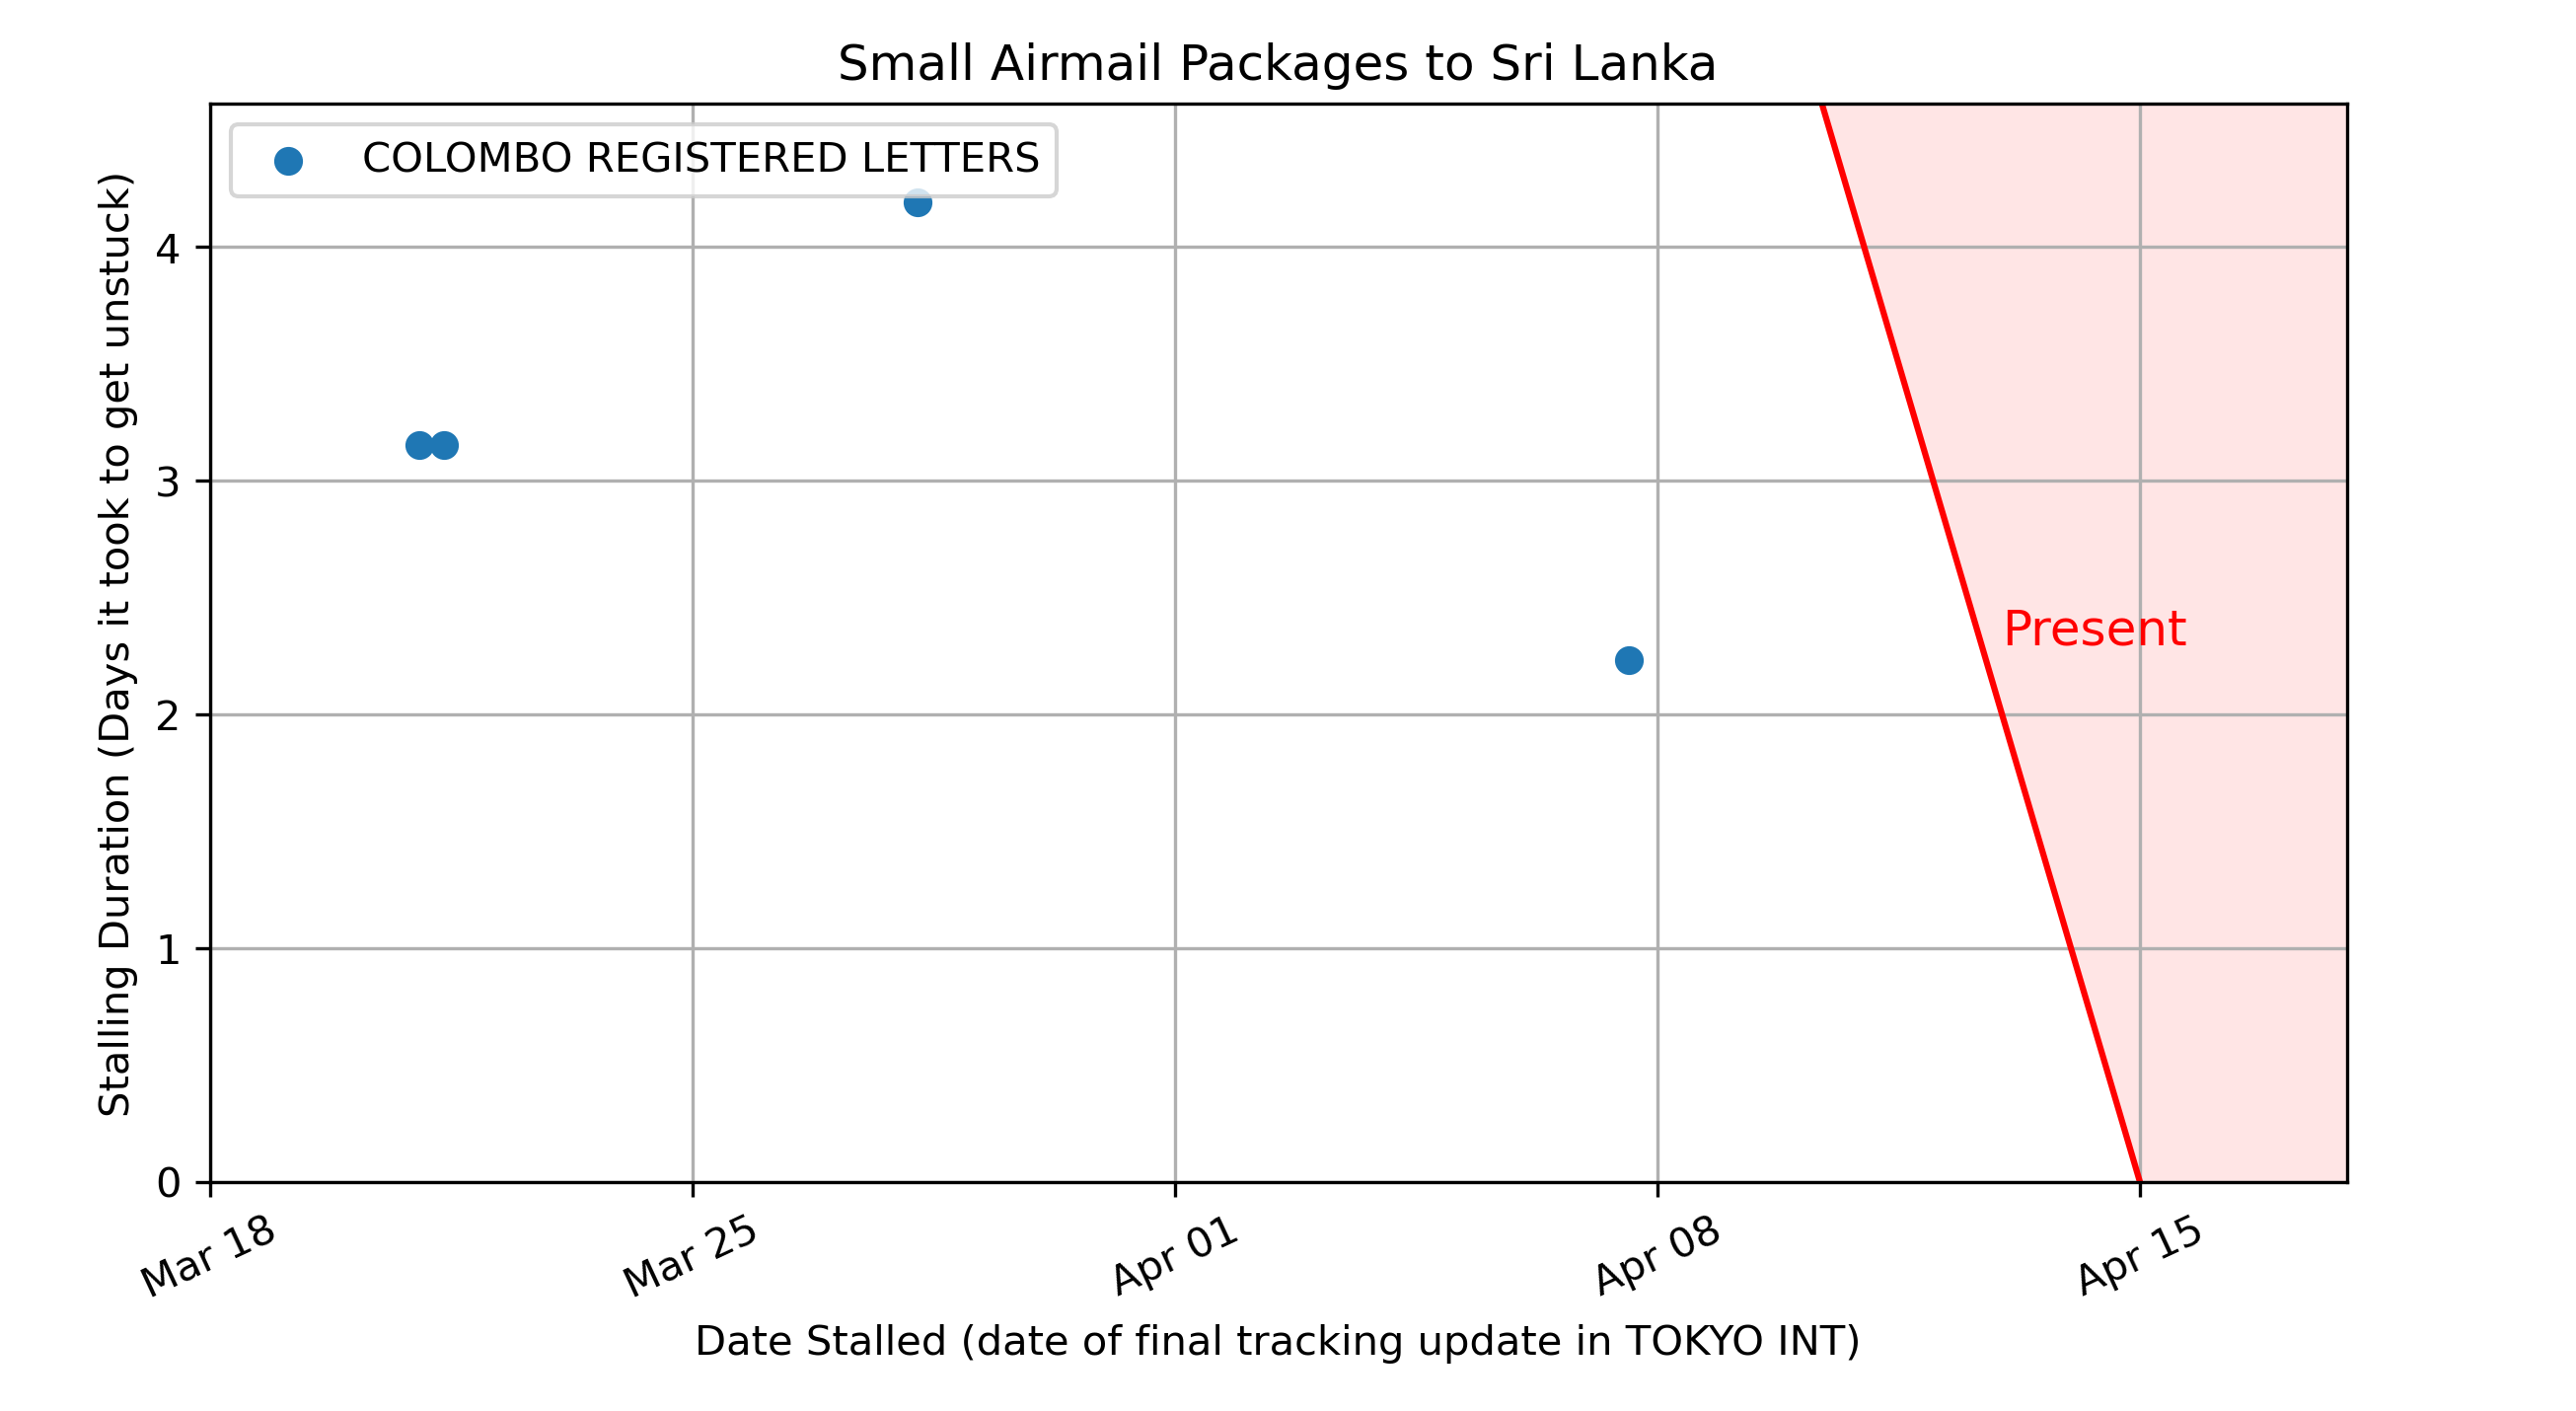 Small Airmail Packages to Sri Lanka
COLOMBO REGISTERED LETTERS
Stalling Duration (Days it took to get unstuck)
4
3
2
1
0
Present
Mar 18
Mar 25
Apr 01
Apr 08
Apr 15
Date Stalled (date of final tracking update in TOKYO INT)